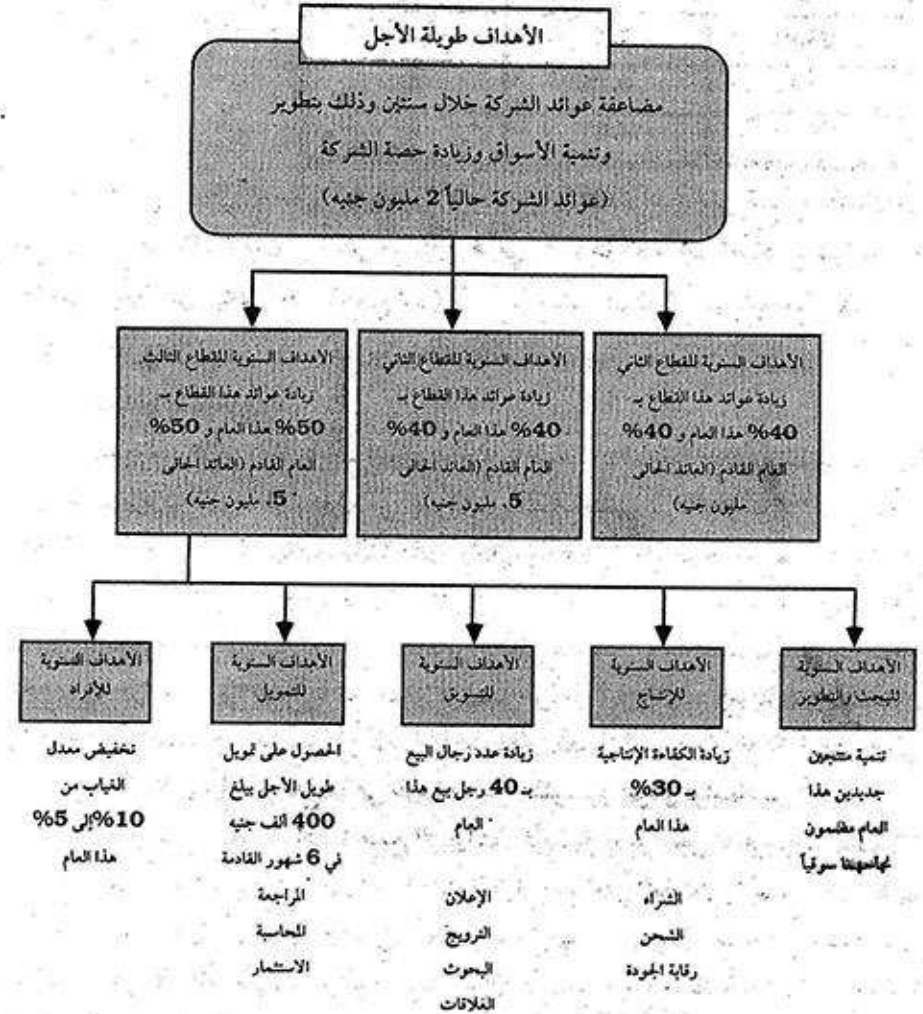 الأهداف طويلة الأجل
مضاعفة عوائد الشركة خلال سنتين وذلك بتطوير
وتنمية الأسواق وزيادة حصة الشركة
(عوائد الشركة حالياً 2 مليون جنيه)
الأهداف السنوية للقطاع الثاني
زيادة عوائد هذا القطاع بـ
40% هذا العام و 40%
العام القادم (العائد الحالى
مليون جنيه)
الأهداف السنوية للقطاع الثاني
زيادة عوائد هذا القطاع بـ
40% هذا العام و 40%
العام القادم (العائد الحالى
5. مليون جنيه)
الأهداف السنوية للقطاع الثالث
زيادة عوائد هذا القطاع بـ
50% هذا العام و 50%
العام القادم (العائد الحالى
5. مليون جنيه)
الأهداف السنوية
للبحث والتطوير
تنمية منتجين
جديدين هذا
العام مظمون
سوقياً
الأهداف السنوية
للإنتاج
زيادة الكفاءة الإنتاجية
بـ 30%
هذا العام
الشراء
الشحن
رقابة الجودة
الأهداف السنوية
للتسويق
زيادة عدد رجال البيع
بـ 40 رجل بيع هذا
العام
الإعلان
الترويج
البحوث
العلاقات
الأهداف السنوية
للتمويل
الحصول على تمويل
طويل الأجل يبلغ
400 ألف جنيه
في 6 شهور القادمة
المراجعة
المحاسبة
الاستثمار
الأهداف السنوية
للأفراد
تخفيض معدل
الغياب من
10% إلى 5%
هذا العام